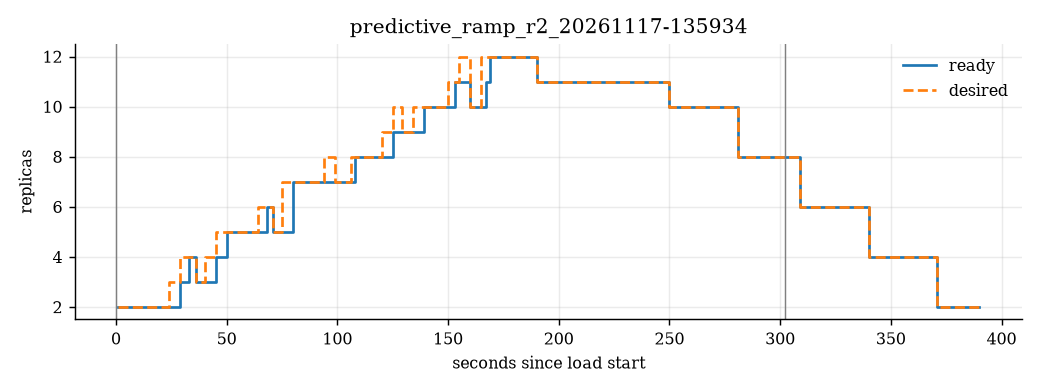 predictive_ramp_r2_20261117-135934
12
10
8
6
4
2
replicas
ready
desired
0 50 100 150 200 250 300 350 400
seconds since load start